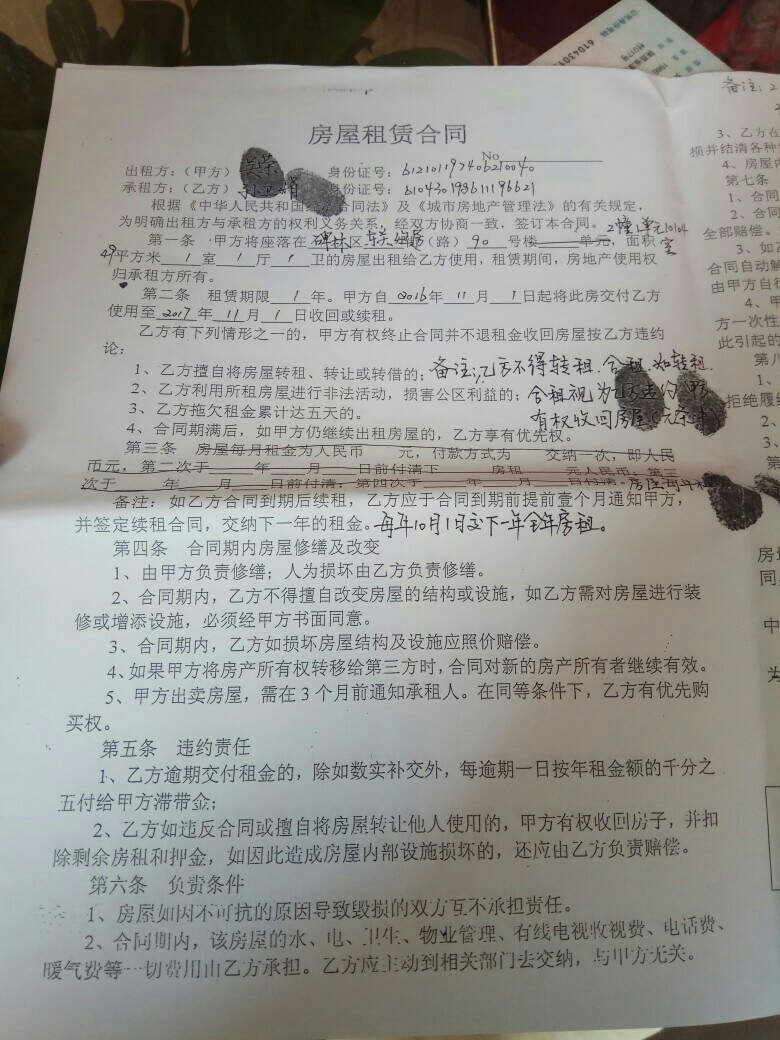 房屋租赁合同
No
出租方：（甲方） 身份证号：612101197406210040
承租方：（乙方） 身份证号：610430198611196621
根据《中华人民共和国经济合同法》及《城市房地产管理法》的有关规定，
为明确出租方与承租方的权利义务关系，经双方协商一致，签订本合同。2幢1单元10104
第一条 甲方将座落在碑林区东关（路）90号楼 单元，面积 室
49平方米 1 室 1 厅 1 卫的房屋出租给乙方使用，租赁期间，房地产使用权
归承租方所有。
第二条 租赁期限 1 年。甲方自2016年 11 月 1 日起将此房交付乙方
使用至2017年 11 月 1 日收回或续租。
乙方有下列情形之一的，甲方有权终止合同并不退租金收回房屋按乙方违约
论：
1、乙方擅自将房屋转租、转让或转借的；备注：乙方不得转租．合租．如转租．
2、乙方利用所租房屋进行非法活动，损害公区利益的；合租视为乙方违约 甲方
3、乙方拖欠租金累计达五天的。 有权收回房屋
4、合同期满后，如甲方仍继续出租房屋的，乙方享有优先权。
第三条 房屋每月租金为人民币 元，付款方式为 交纳一次，即人民
币元，第二次于 年 月 日前付清下 房租 元人民币；第三
次于 年 月 日前付清；第四次于 年 月 日前付清。
备注：如乙方合同到期后续租，乙方应于合同到期前提前壹个月通知甲方，
并签定续租合同，交纳下一年的租金。每年10月1日交下一年全年房租。
第四条 合同期内房屋修缮及改变
1、由甲方负责修缮；人为损坏由乙方负责修缮。
2、合同期内，乙方不得擅自改变房屋的结构或设施，如乙方需对房屋进行装
修或增添设施，必须经甲方书面同意。
3、合同期内，乙方如损坏房屋结构及设施应照价赔偿。
4、如果甲方将房产所有权转移给第三方时，合同对新的房产所有者继续有效。
5、甲方出卖房屋，需在3个月前通知承租人。在同等条件下，乙方有优先购
买权。
第五条 违约责任
1、乙方逾期交付租金的，除如数实补交外，每逾期一日按年租金额的千分之
五付给甲方滞带金；
2、乙方如违反合同或擅自将房屋转让他人使用的，甲方有权收回房子，并扣
除剩余房租和押金，如因此造成房屋内部设施损坏的，还应由乙方负责赔偿。
第六条 负责条件
1、房屋如因不可抗的原因导致毁损的双方互不承担责任。
2、合同期内，该房屋的水、电、卫生、物业管理、有线电视收视费、电话费、
暖气费等一切费用由乙方承担。乙方应主动到相关部门去交纳，与甲方无关。
备注：2
3、乙方在
损并结清各种
4、房屋内
第七条
1、合同
2、合同
全部赔偿。
3、如乙
合同自动解
由甲方自行
4、甲
方一次性
此引起的
第八
1、
拒绝履约
2、
3、
房地
同
中
为